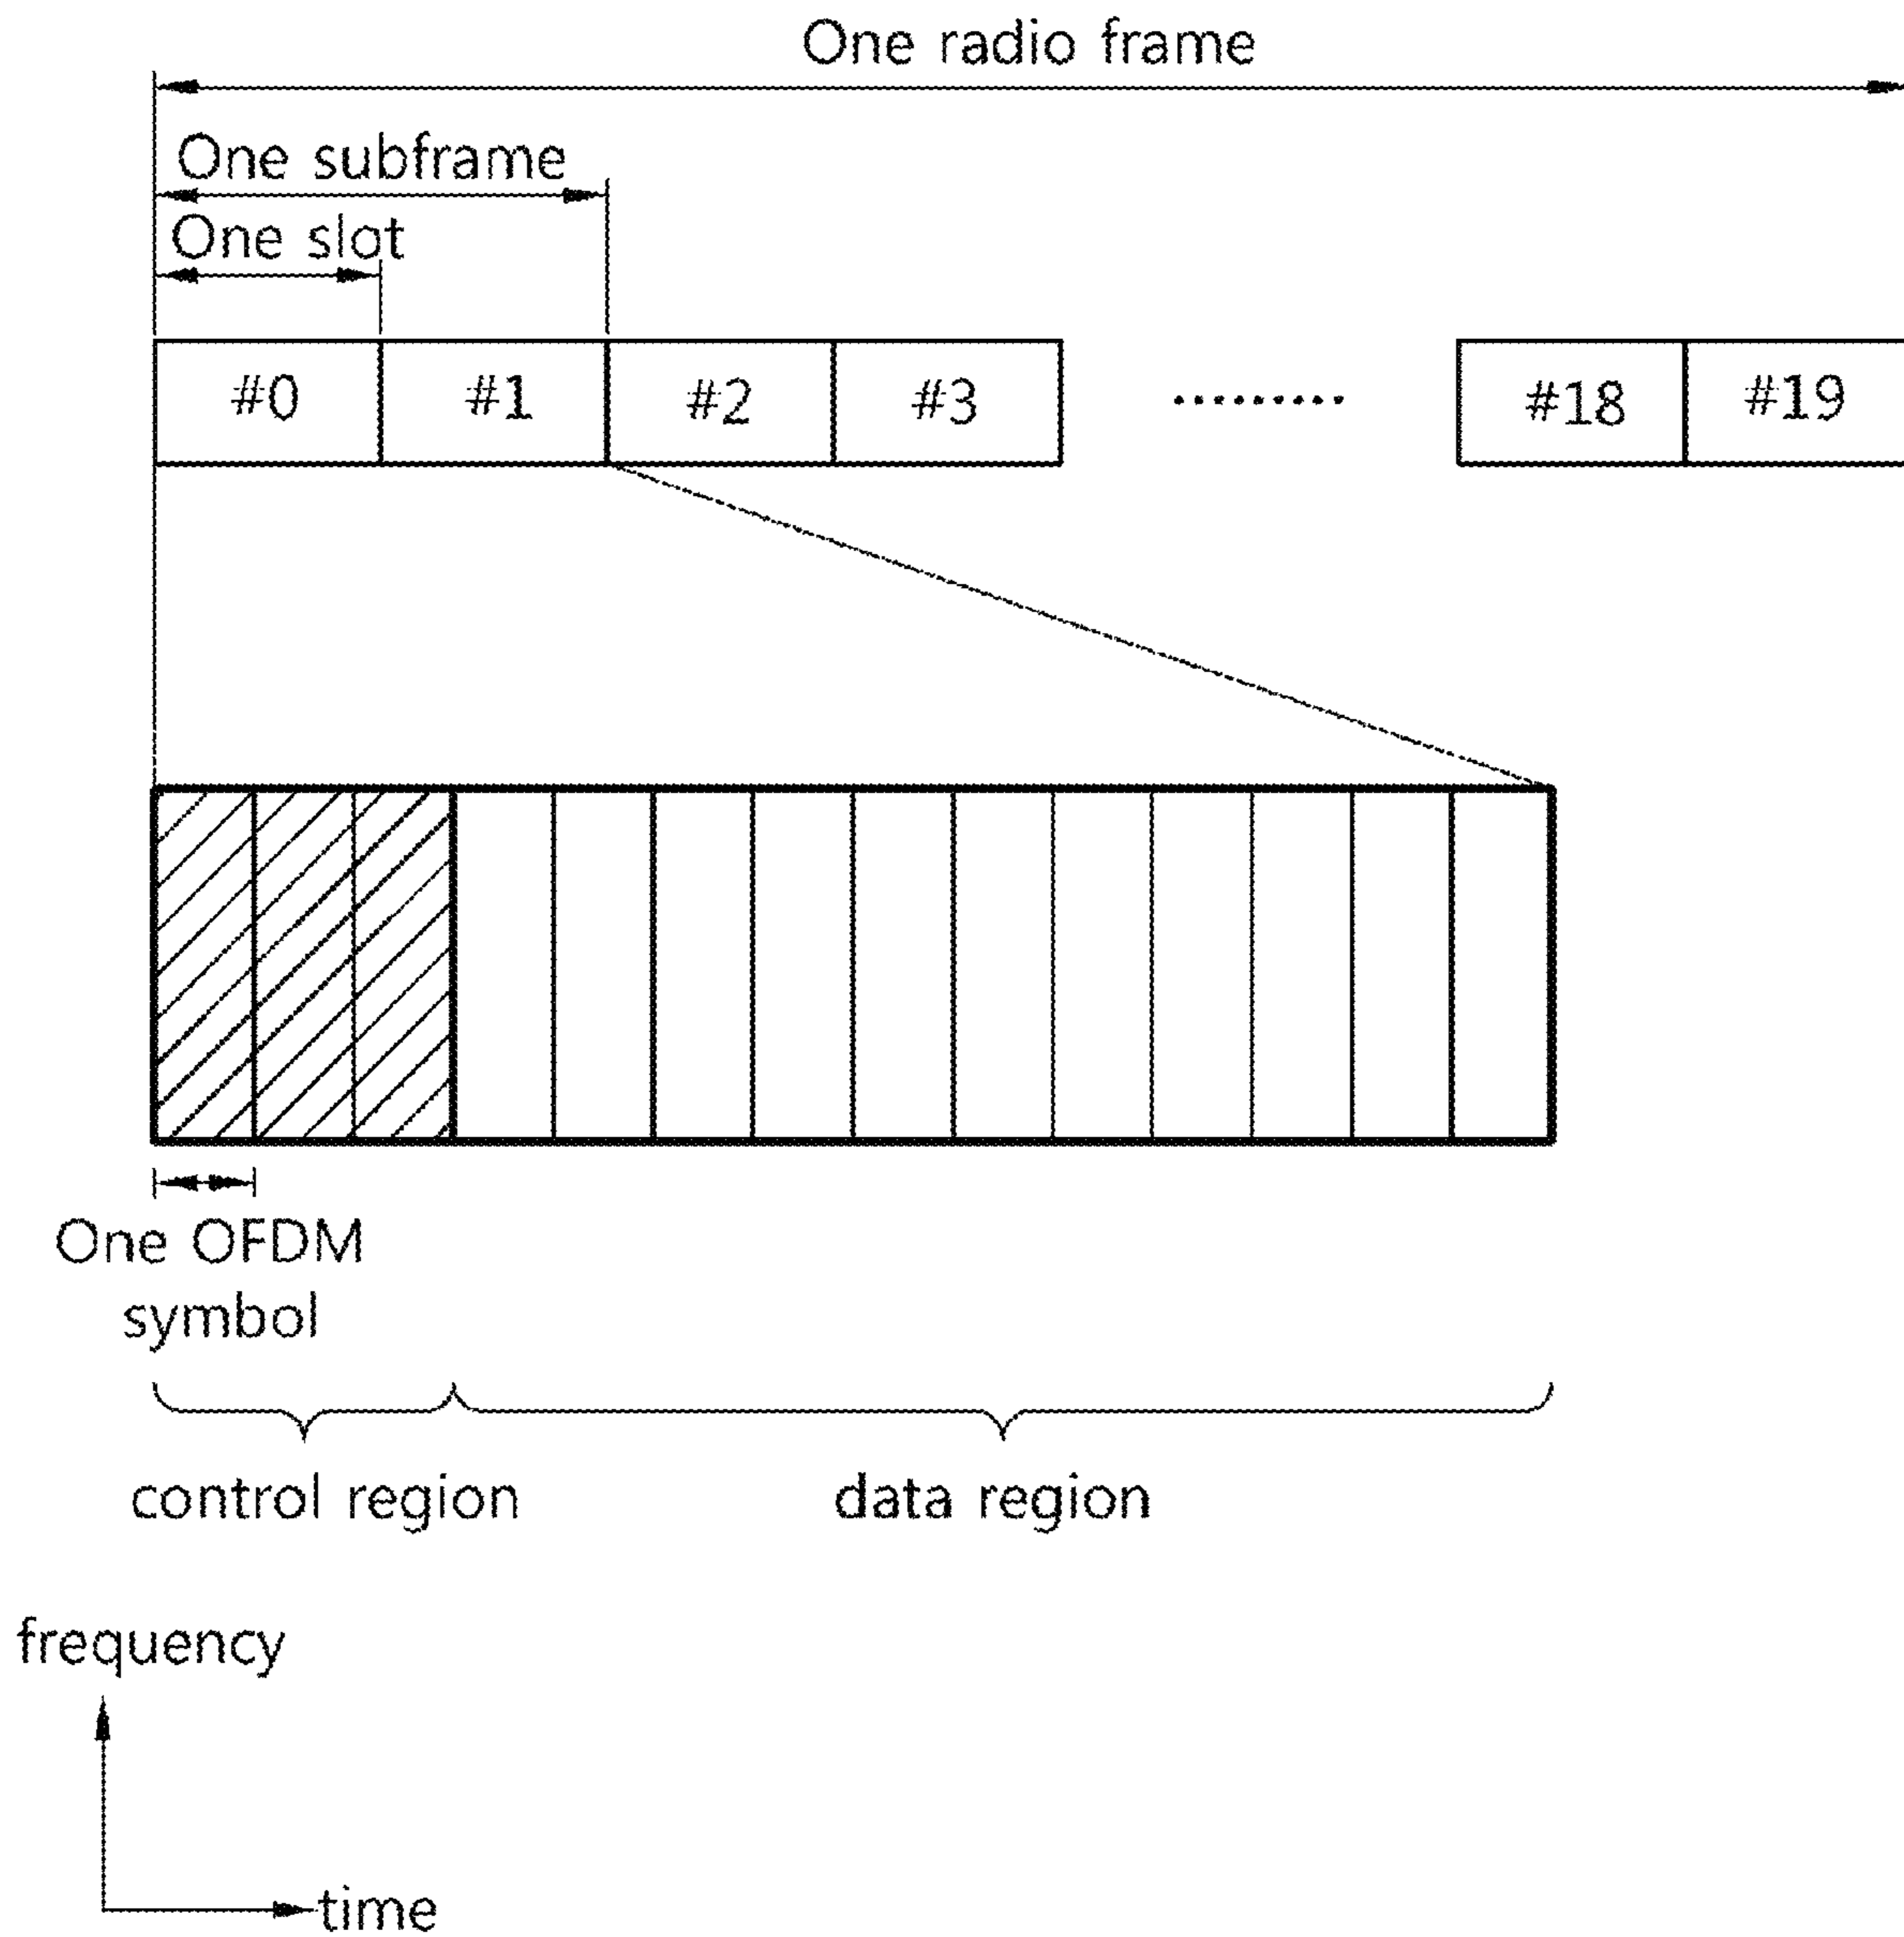 One radio frame
One subframe
One slot
#0 #1 #2 #3 ········· #18 #19
One OFDM
symbol
control region data region
frequency
time